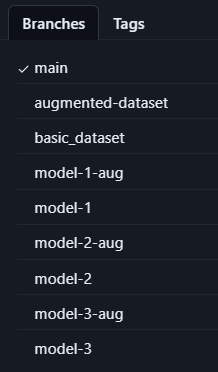 Branches Tags
main
augmented-dataset
basic_dataset
model-1-aug
model-1
model-2-aug
model-2
model-3-aug
model-3